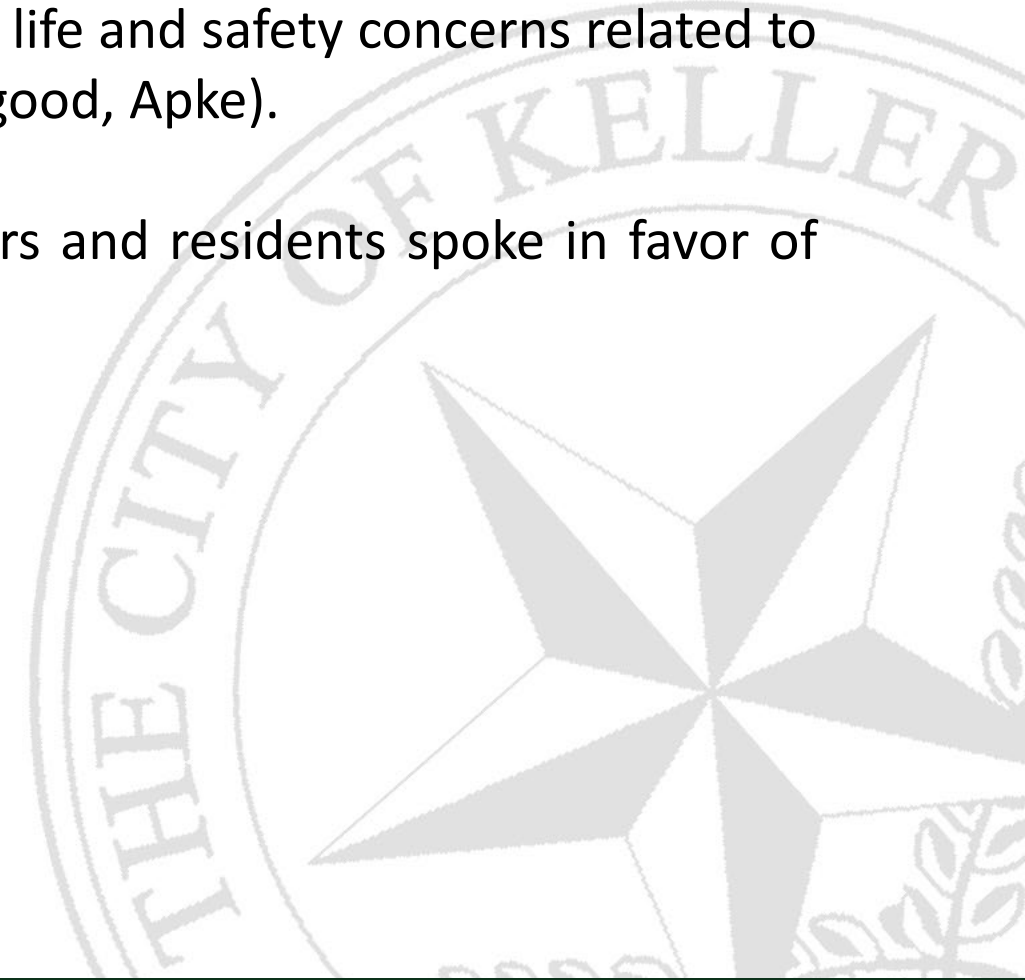 life and safety concerns related to
good, Apke).
rs and residents spoke in favor of
THE CITY OF KELLER